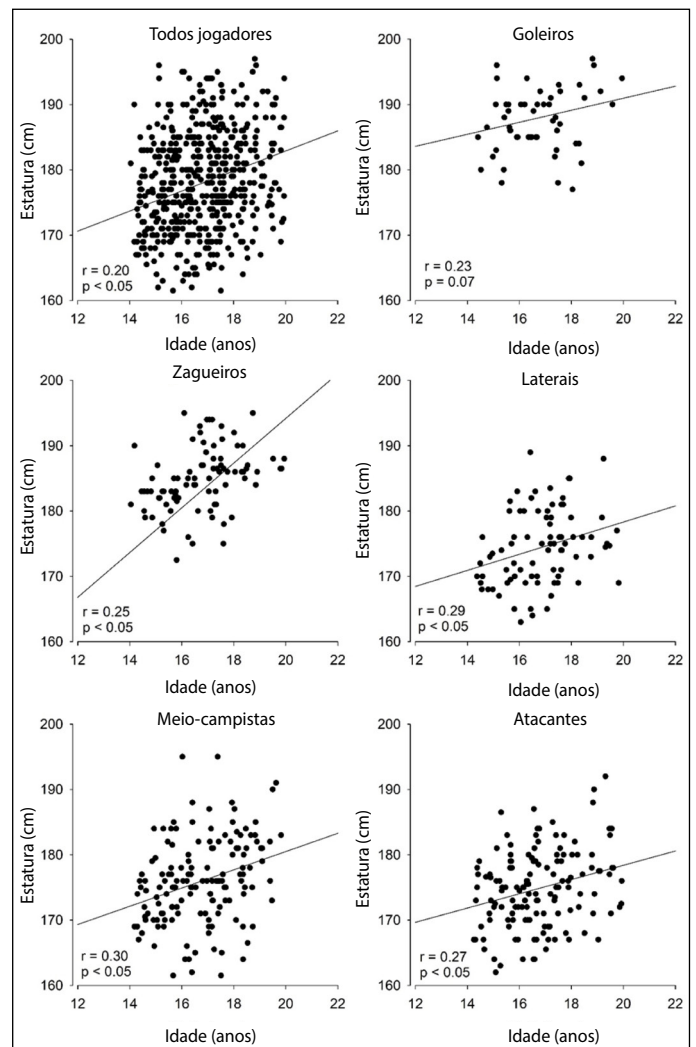 Todos jogadores
Estatura (cm)
200
190
180
170
160
r = 0.20
p < 0.05
12 14 16 18 20 22
Idade (anos)
Goleiros
Estatura (cm)
200
190
180
170
160
r = 0.23
p = 0.07
12 14 16 18 20 22
Idade (anos)
Zagueiros
Estatura (cm)
200
190
180
170
160
r = 0.25
p < 0.05
12 14 16 18 20 22
Idade (anos)
Laterais
Estatura (cm)
200
190
180
170
160
r = 0.29
p < 0.05
12 14 16 18 20 22
Idade (anos)
Meio-campistas
Estatura (cm)
200
190
180
170
160
r = 0.30
p < 0.05
12 14 16 18 20 22
Idade (anos)
Atacantes
Estatura (cm)
200
190
180
170
160
r = 0.27
p < 0.05
12 14 16 18 20 22
Idade (anos)